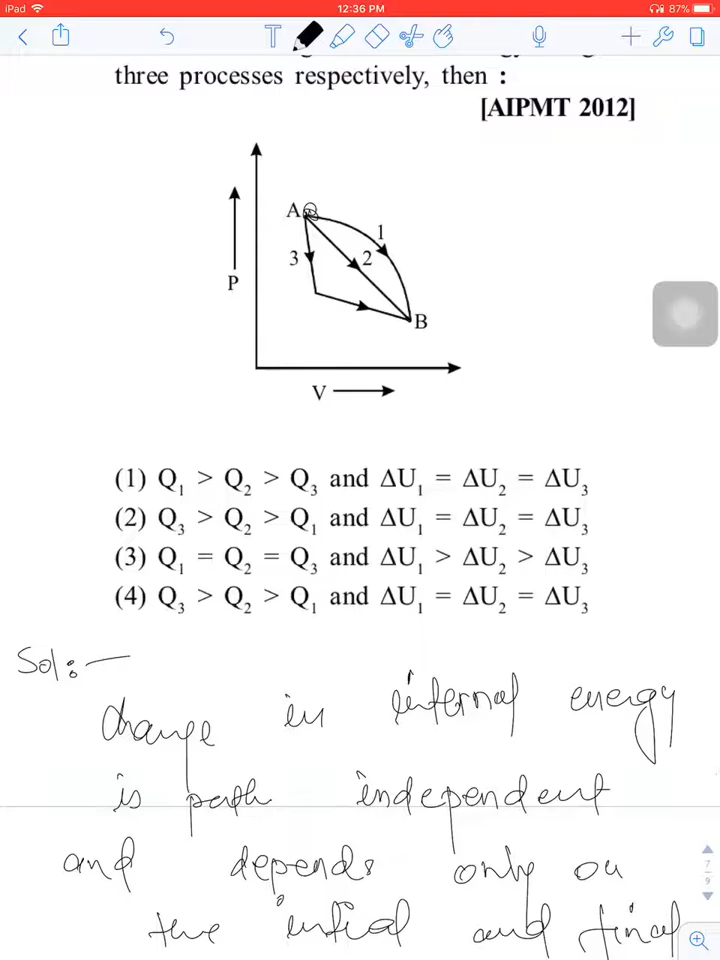 iPad 12:36 PM 87%
three processes respectively, then :
[AIPMT 2012]
A
1
2
3
P
B
V
(1) Q₁ > Q₂ > Q₃ and ΔU₁ = ΔU₂ = ΔU₃
(2) Q₃ > Q₂ > Q₁ and ΔU₁ = ΔU₂ = ΔU₃
(3) Q₁ = Q₂ = Q₃ and ΔU₁ > ΔU₂ > ΔU₃
(4) Q₃ > Q₂ > Q₁ and ΔU₁ = ΔU₂ = ΔU₃
Sol:-
change in internal energy
is path independent
and depends only on
the initial and final
7
9